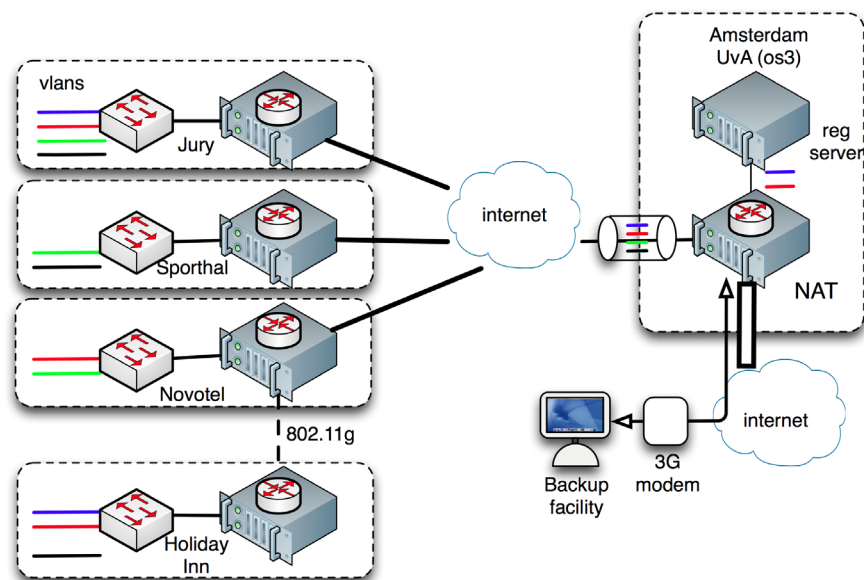 vlans
Jury
Sporthal
Novotel
802.11g
Holiday
Inn
internet
Amsterdam
UvA (os3)
reg
server
NAT
internet
3G
modem
Backup
facility